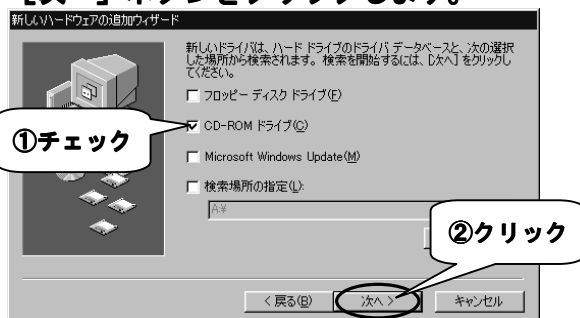 [次へ] ボタンをクリックします。
新しいハードウェアの追加ウィザード
新しいドライバは、ハード ドライブのドライバ データベースと、次の選択
した場所から検索されます。検索を開始するには、[次へ] をクリックし
てください。
フロッピー ディスク ドライブ(F)
CD-ROM ドライブ(C)
①チェック
Microsoft Windows Update(M)
検索場所の指定(L):
A:¥
②クリック
< 戻る(B)
次へ >
キャンセル